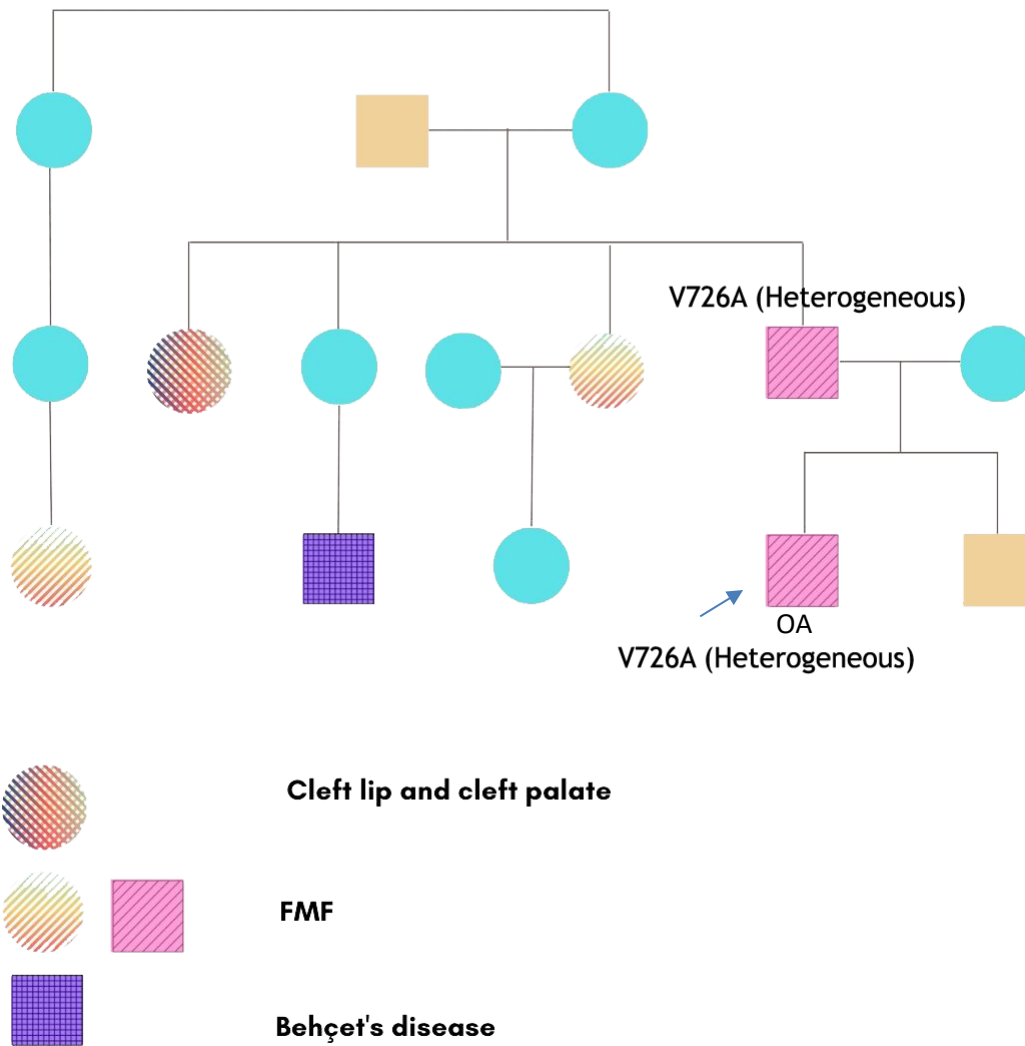 V726A (Heterogeneous)
OA
V726A (Heterogeneous)
Cleft lip and cleft palate
FMF
Behçet's disease